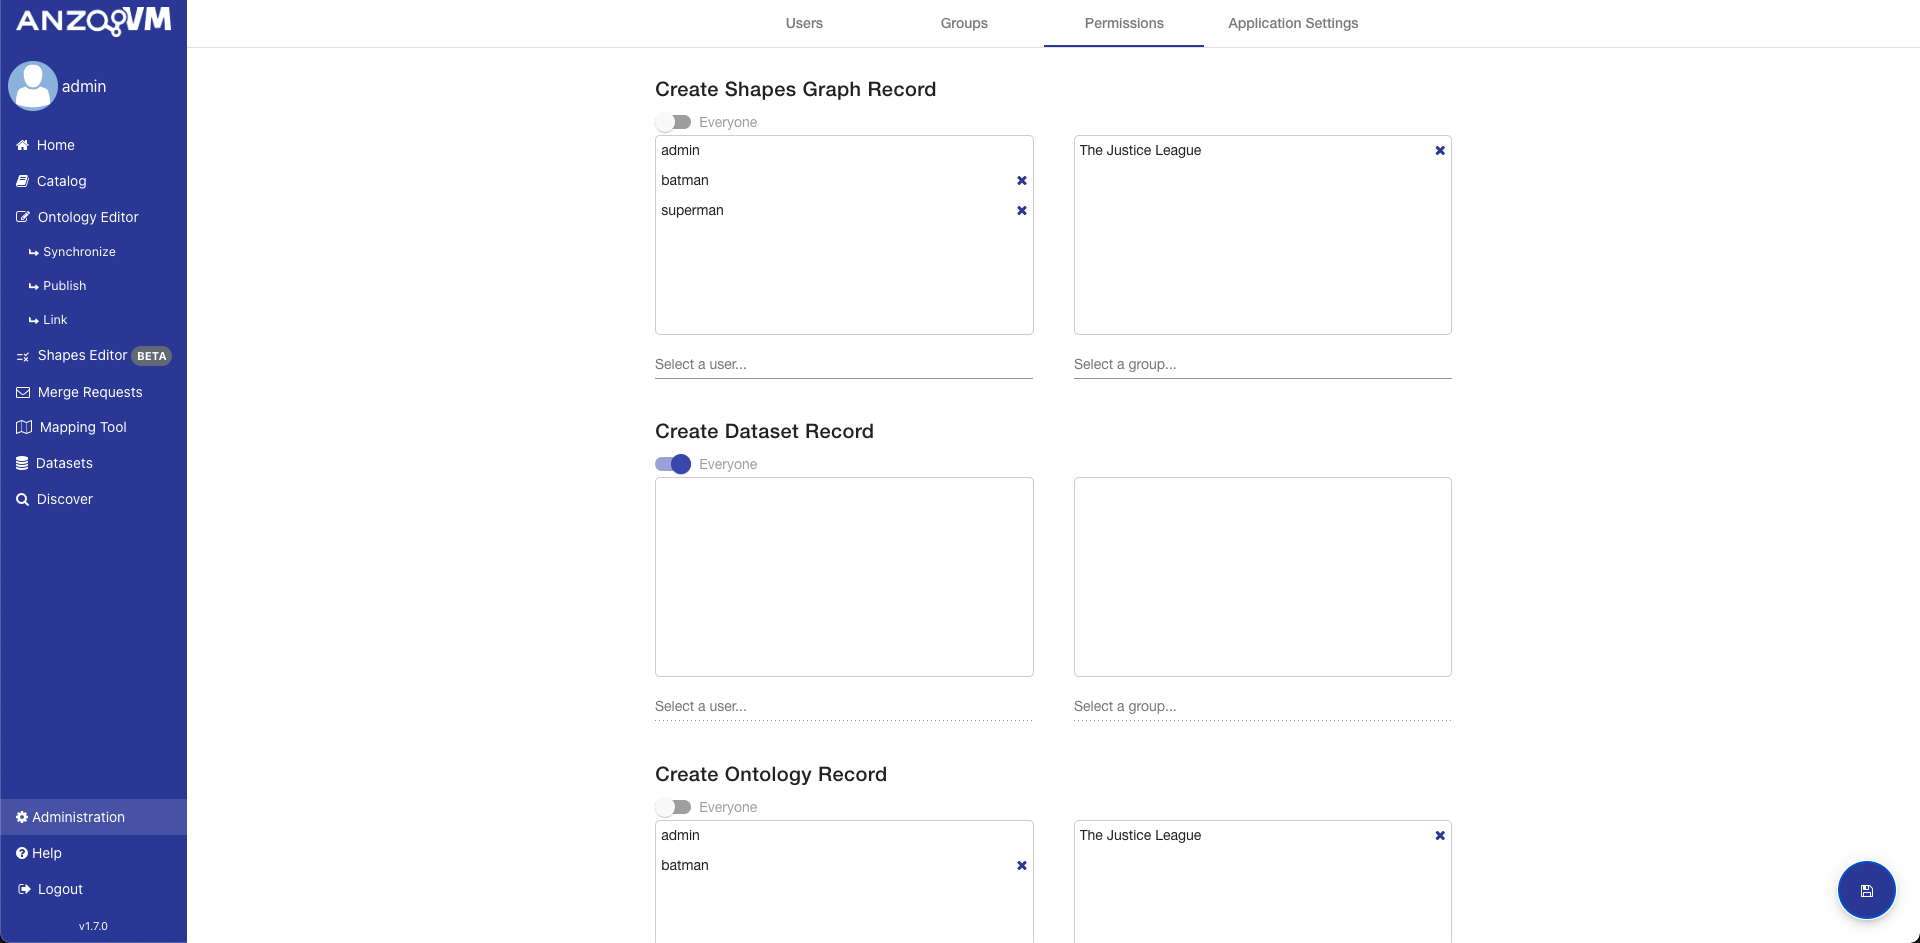 ANZOVM
admin
Home
Catalog
Ontology Editor
Synchronize
Publish
Link
Shapes Editor BETA
Merge Requests
Mapping Tool
Datasets
Discover
Administration
Help
Logout
v1.7.0
Users Groups Permissions Application Settings
Create Shapes Graph Record
Everyone
admin
batman
superman
The Justice League
Select a user... Select a group...
Create Dataset Record
Everyone
Select a user... Select a group...
Create Ontology Record
Everyone
admin
batman
The Justice League